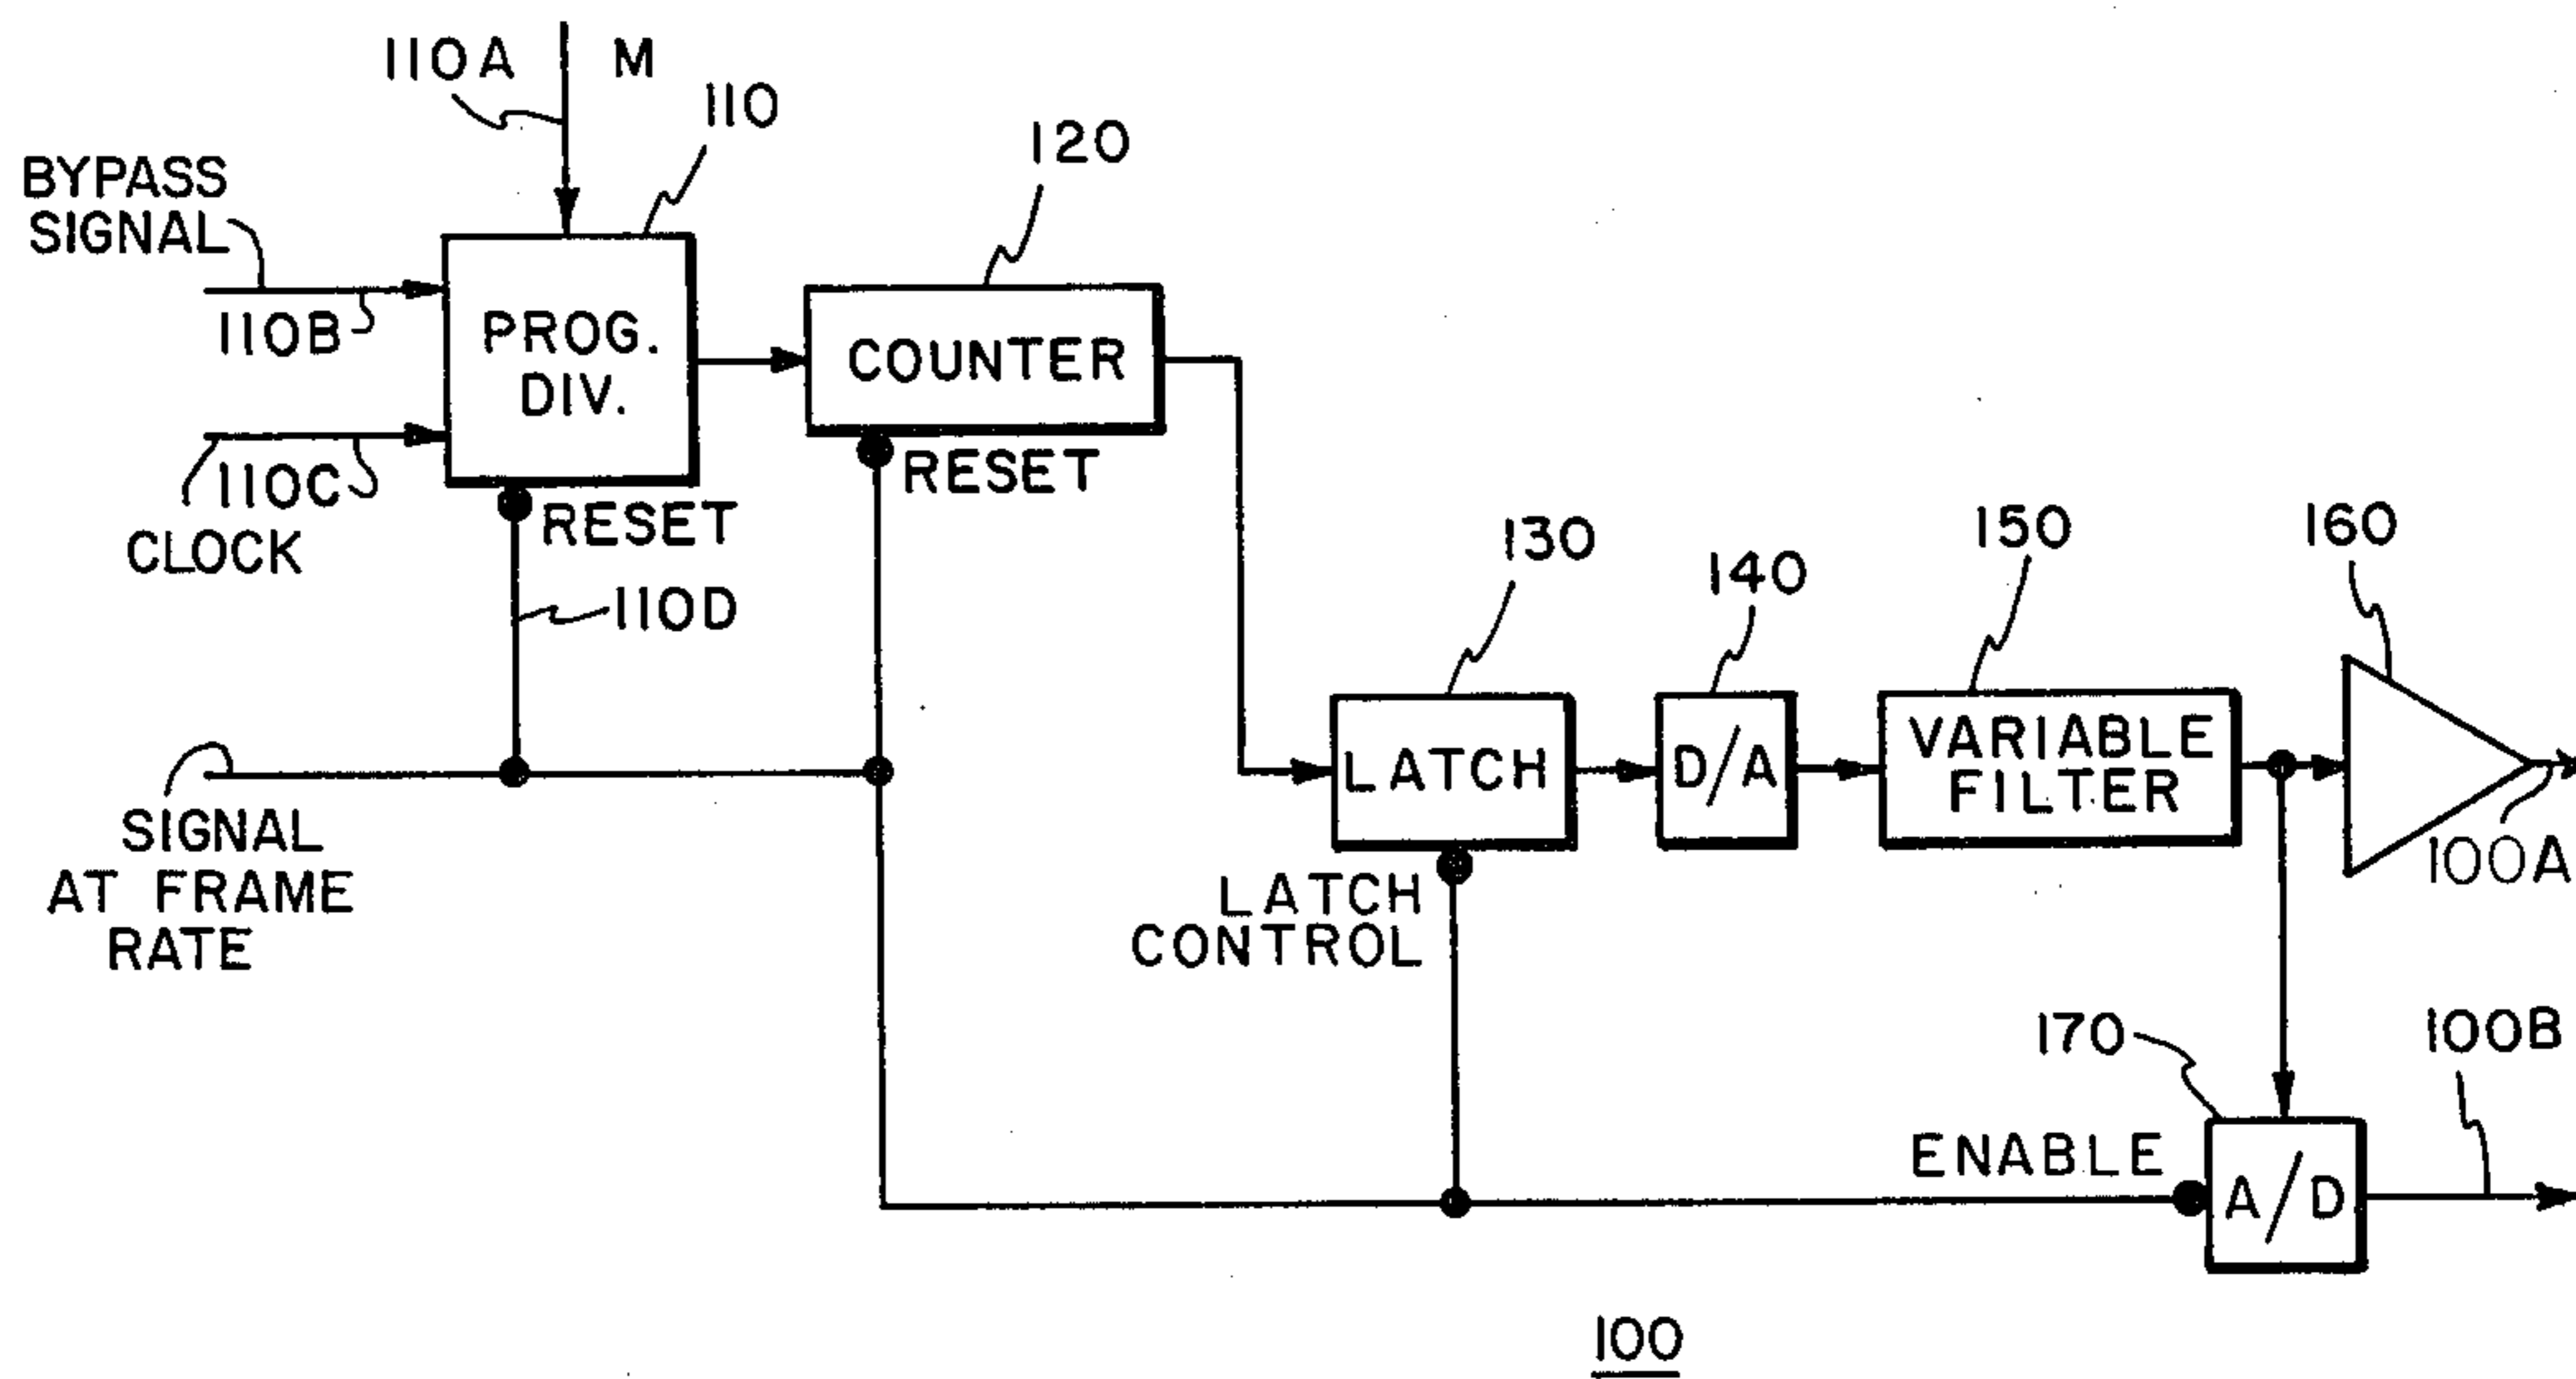 110A
M
110
BYPASS
SIGNAL
110B
PROG.
DIV.
120
COUNTER
110C
CLOCK
RESET
RESET
110D
SIGNAL
AT FRAME
RATE
130
140
150
160
LATCH
D/A
VARIABLE
FILTER
100A
LATCH
CONTROL
170
100B
ENABLE
A/D
100